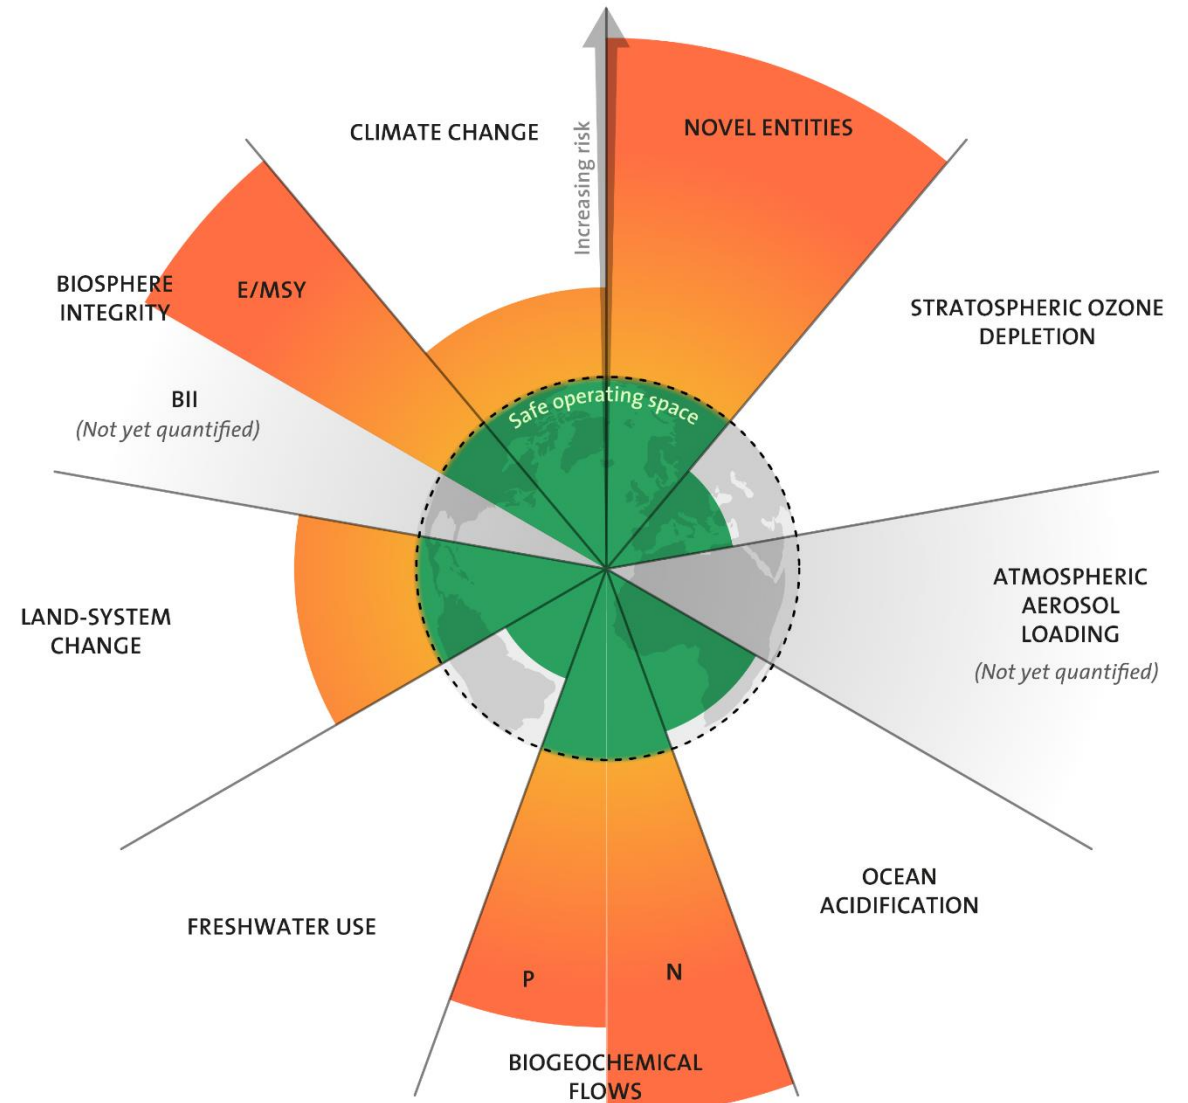 CLIMATE CHANGE
Increasing risk
NOVEL ENTITIES
STRATOSPHERIC OZONE
DEPLETION
BIOSPHERE
INTEGRITY
E/MSY
BII
(Not yet quantified)
Safe operating space
ATMOSPHERIC
AEROSOL
LOADING
(Not yet quantified)
LAND-SYSTEM
CHANGE
OCEAN
ACIDIFICATION
FRESHWATER USE
P
N
BIOGEOCHEMICAL
FLOWS